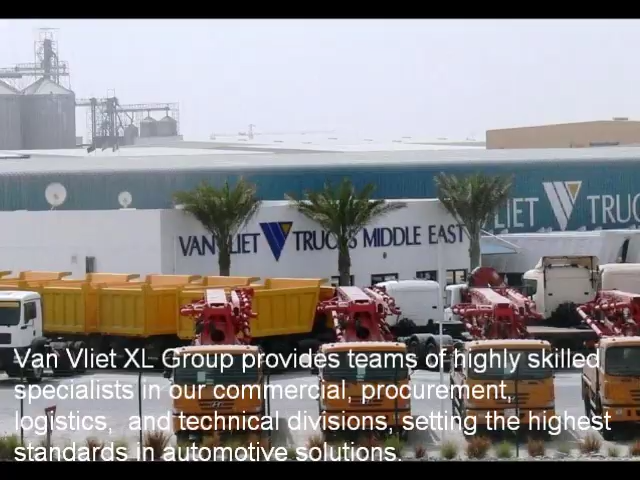 VAN VLIET TRUCKS MIDDLE EAST
VLIET TRUC
Van Vliet XL Group provides teams of highly skilled
specialists in our commercial, procurement,
logistics,  and technical divisions, setting the highest
standards in automotive solutions.